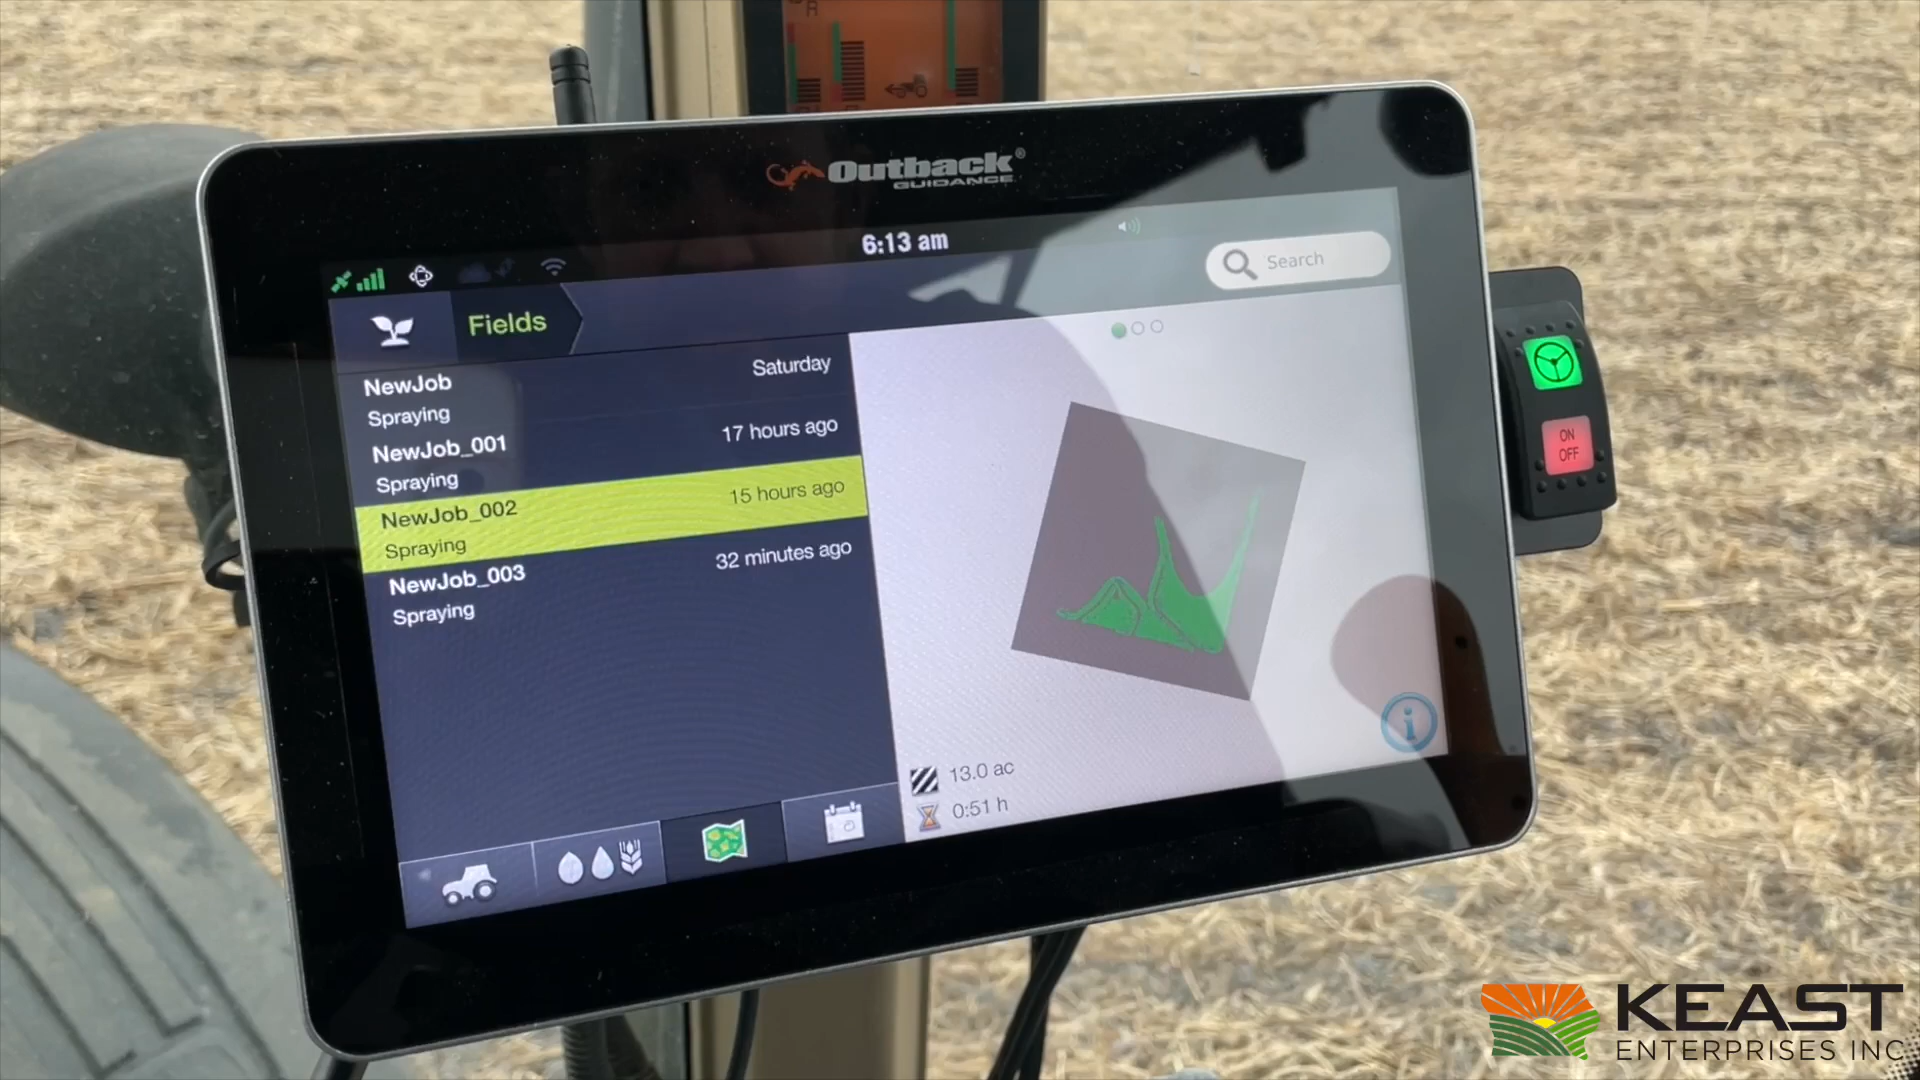 R
Outback®
GUIDANCE
6:13 am
Search
Fields
NewJob
Saturday
Spraying
NewJob_001
17 hours ago
Spraying
NewJob_002
15 hours ago
Spraying
NewJob_003
32 minutes ago
Spraying
13.0 ac
0:51 h
i
ON
OFF
KEAST
ENTERPRISES INC